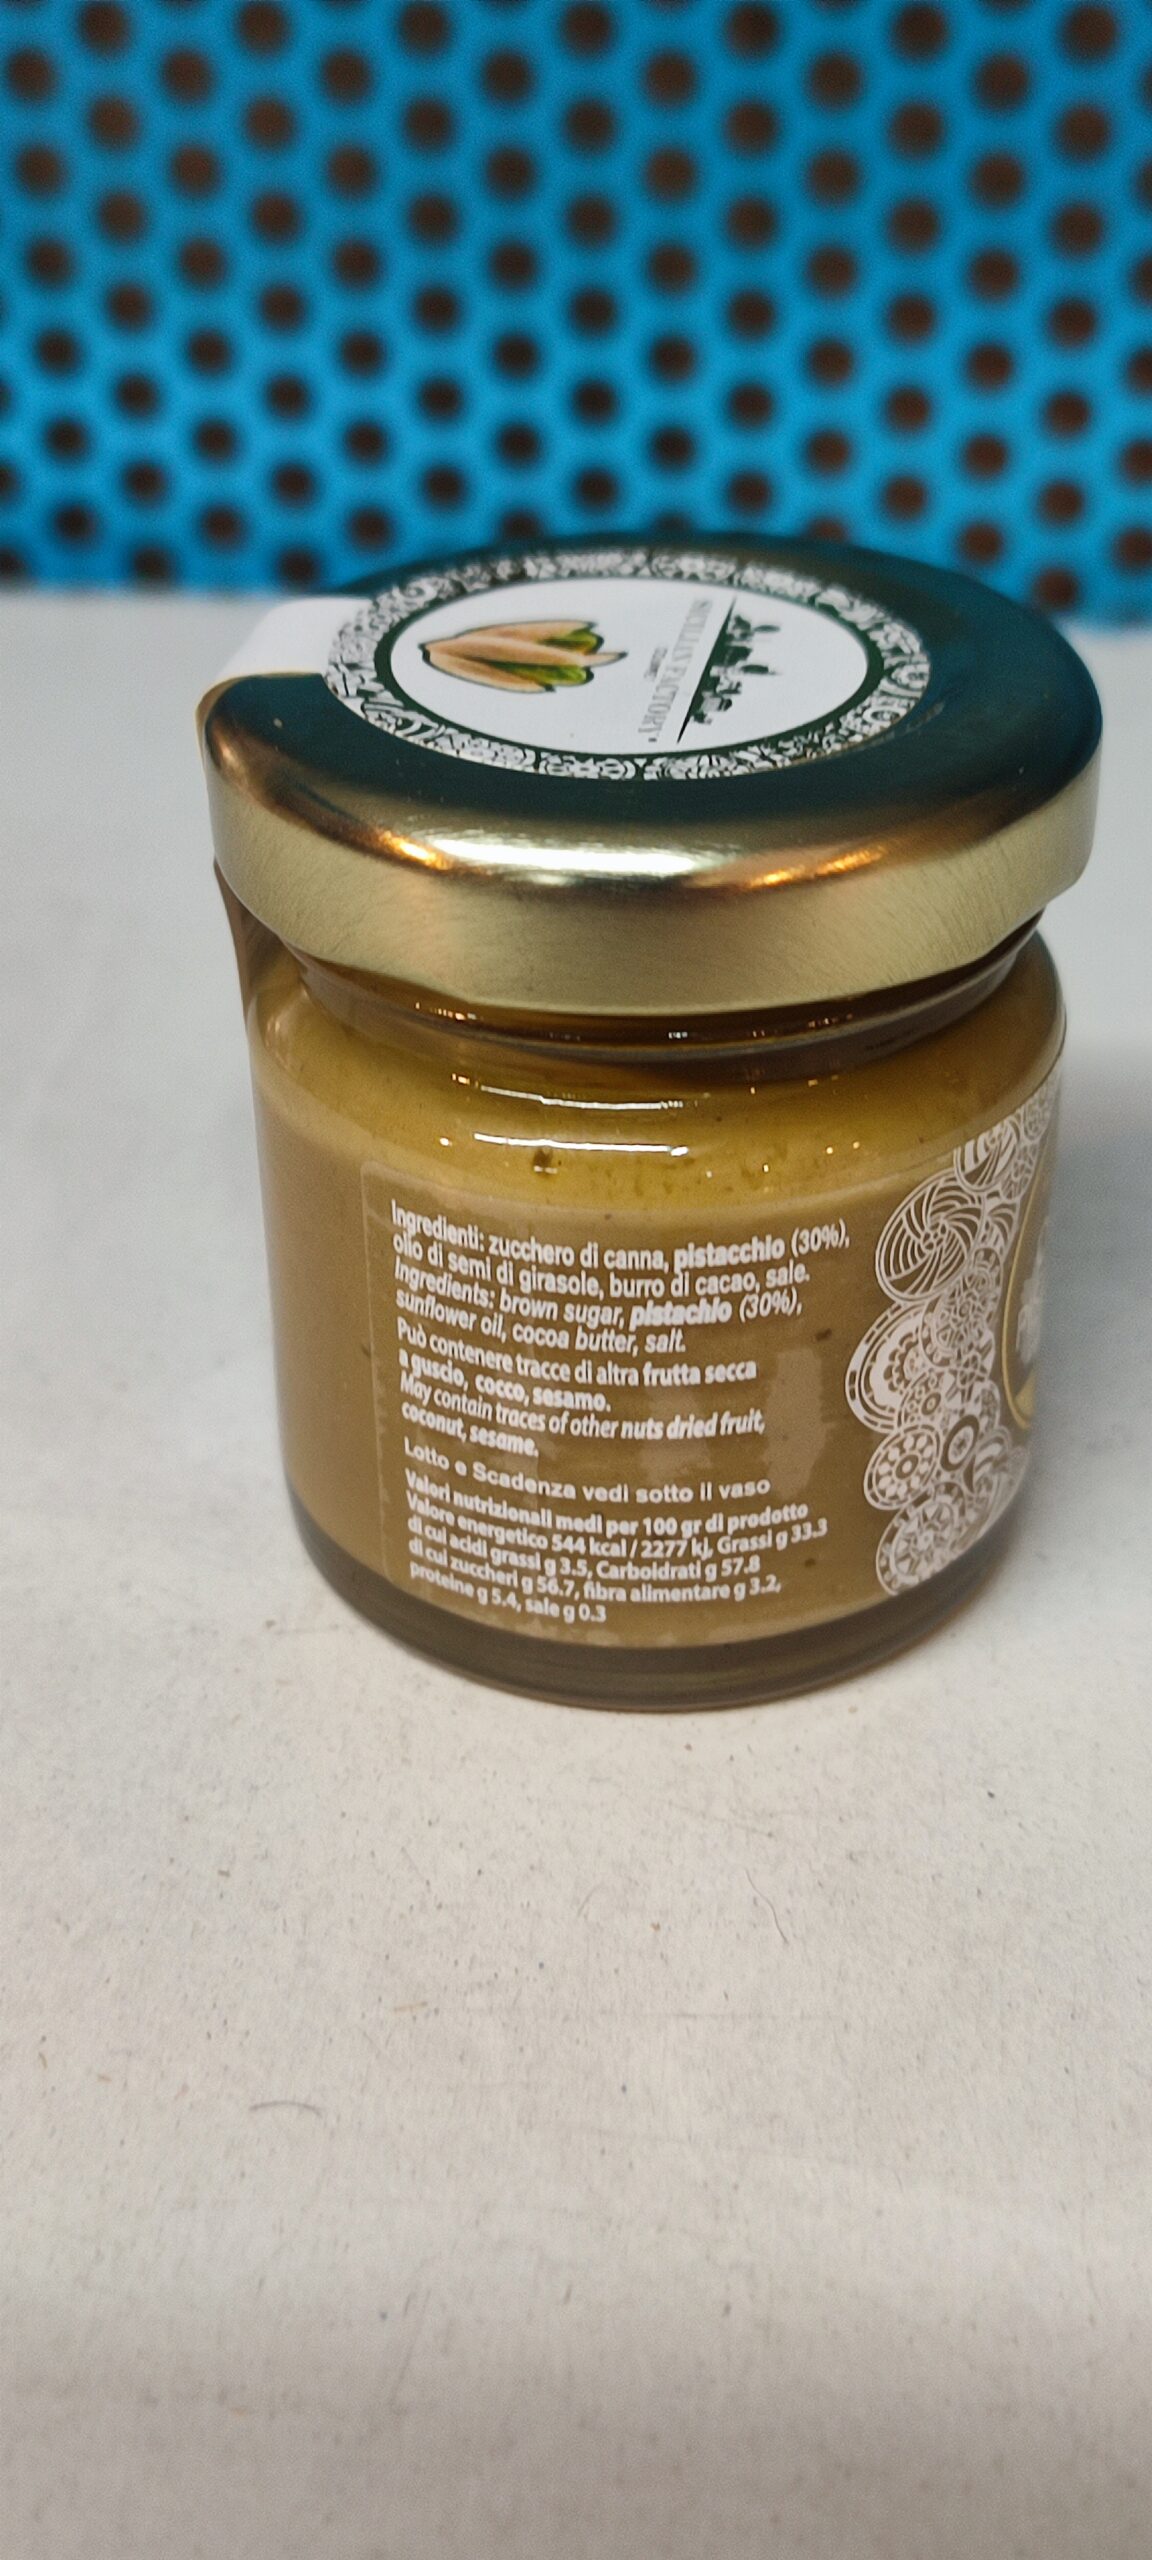 SICILIAN FACTORY
Ingredienti: zucchero di canna, pistacchio (30%),
olio di semi di girasole, burro di cacao, sale.
Ingredients: brown sugar, pistachio (30%),
sunflower oil, cocoa butter, salt.
Può contenere tracce di altra frutta secca
a guscio, cocco, sesamo.
May contain traces of other nuts dried fruit,
coconut, sesame.
Lotto e Scadenza vedi sotto il vaso
Valori nutrizionali medi per 100 gr di prodotto
Valore energetico 544 kcal / 2277 kj, Grassi g 33.3
di cui acidi grassi g 3.5, Carboidrati g 57.8
di cui zuccheri g 56.7, fibra alimentare g 3.2,
proteine g 5.4, sale g 0.3